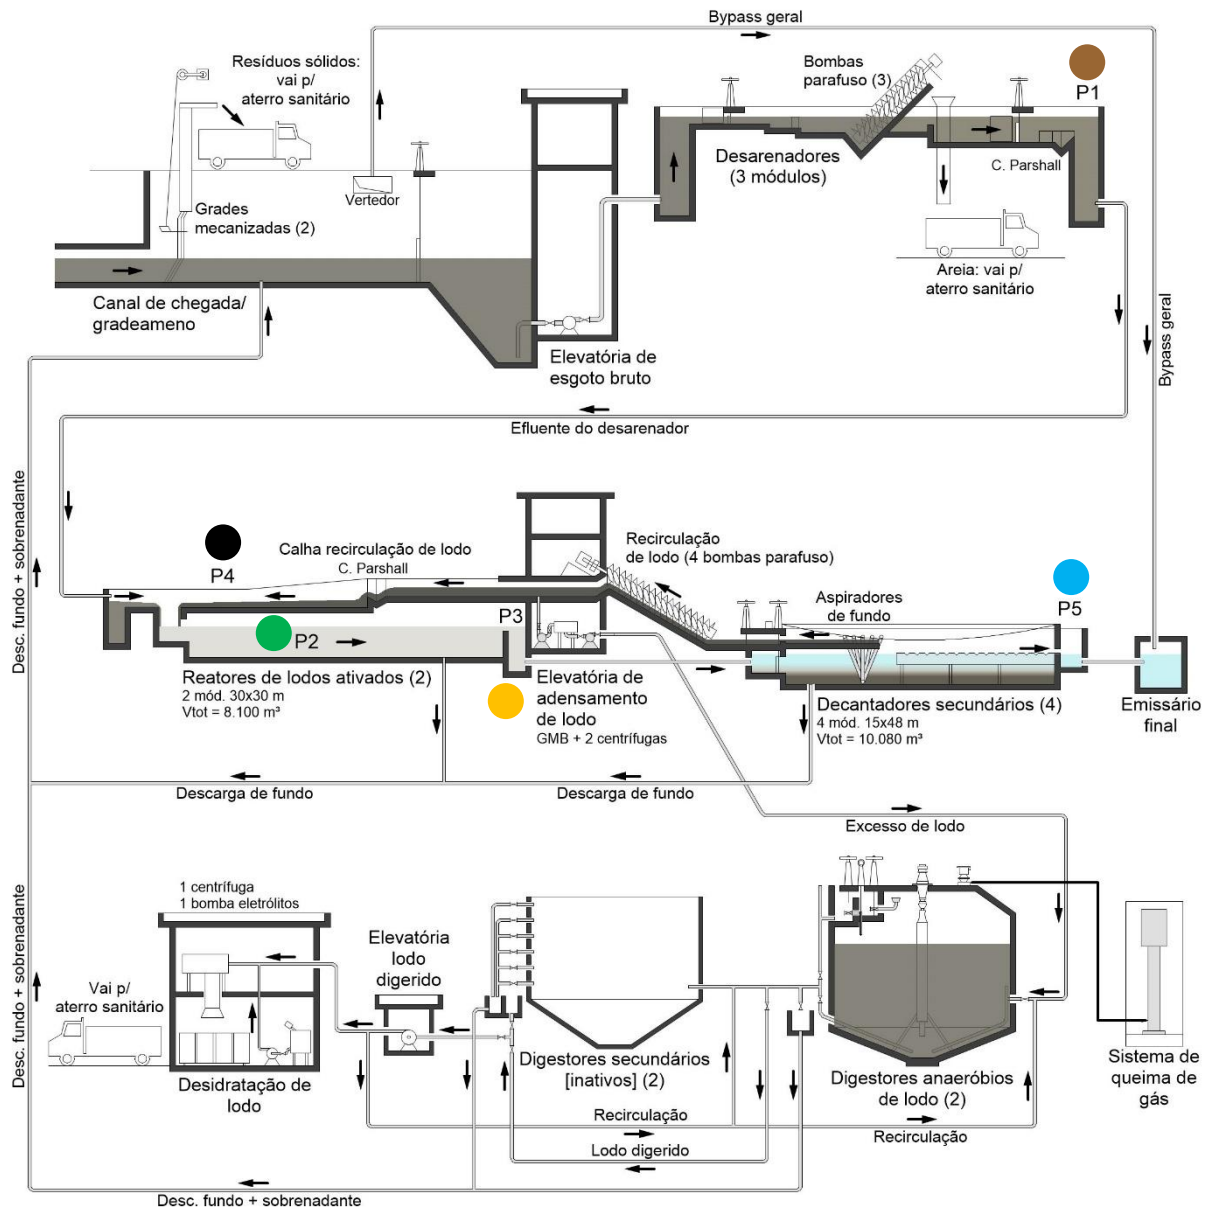 Bypass geral
Resíduos sólidos:
vai p/
aterro sanitário
Bombas
parafuso (3)
P1
Desarenadores
(3 módulos)
C. Parshall
Vertedor
Grades
mecanizadas (2)
Areia: vai p/
aterro sanitário
Canal de chegada/
gradeameno
Elevatória de
esgoto bruto
Bypass geral
Efluente do desarenador
Desc. fundo + sobrenadante
P4
Calha recirculação de lodo
C. Parshall
Recirculação
de lodo (4 bombas parafuso)
P3
P2
Aspiradores
de fundo
P5
Reatores de lodos ativados (2)
2 mód. 30x30 m
Vtot = 8.100 m³
Elevatória de
adensamento
de lodo
GMB + 2 centrífugas
Decantadores secundários (4)
4 mód. 15x48 m
Vtot = 10.080 m³
Emissário
final
Descarga de fundo
Descarga de fundo
Excesso de lodo
Desc. fundo + sobrenadante
1 centrífuga
1 bomba eletrólitos
Elevatória
lodo
digerido
Vai p/
aterro sanitário
Desidratação de
lodo
Digestores secundários
[inativos] (2)
Digestores anaeróbios
de lodo (2)
Sistema de
queima de
gás
Recirculação
Recirculação
Lodo digerido
Desc. fundo + sobrenadante